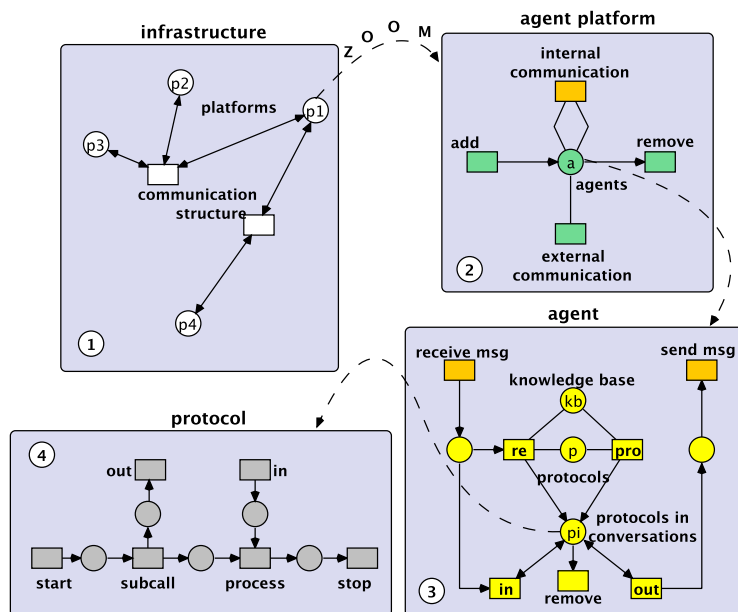 infrastructure
Z O O M
p2
platforms
p1
p3
communication
structure
p4
1
agent platform
internal
communication
add
remove
a
agents
external
communication
2
agent
receive msg
send msg
knowledge base
kb
re
p
pro
protocols
pi
protocols in
conversations
in
remove
out
3
protocol
4
out
in
start
subcall
process
stop